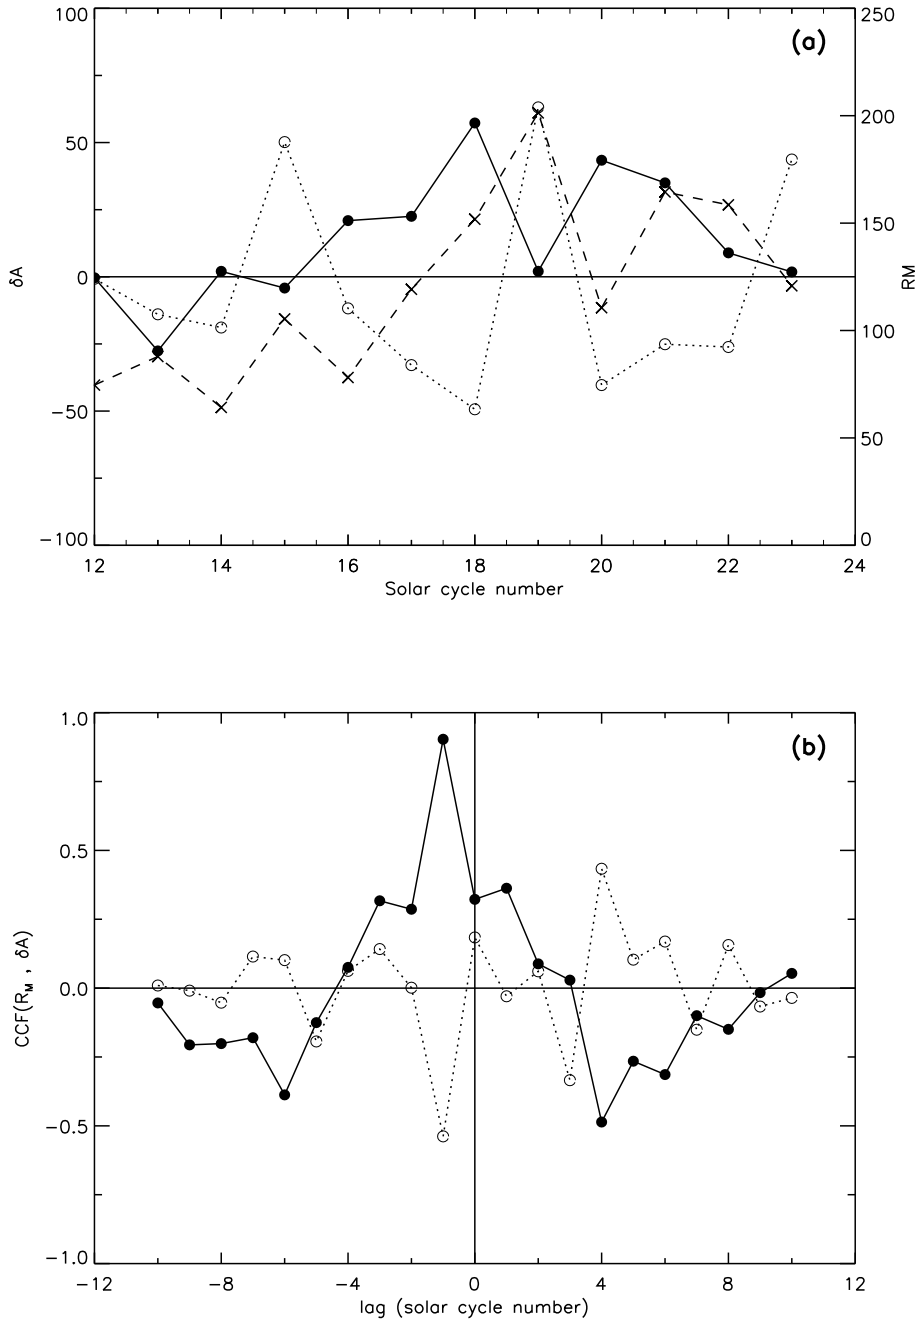 (a)
100
50
0
−50
−100
δA
250
200
150
100
50
0
RM
12 14 16 18 20 22 24
Solar cycle number
(b)
1.0
0.5
0.0
−0.5
−1.0
CCF(R_M , δA)
−12 −8 −4 0 4 8 12
lag (solar cycle number)